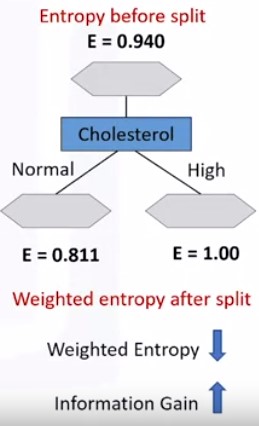 Entropy before split
E = 0.940
Cholesterol
Normal High
E = 0.811 E = 1.00
Weighted entropy after split
Weighted Entropy
Information Gain